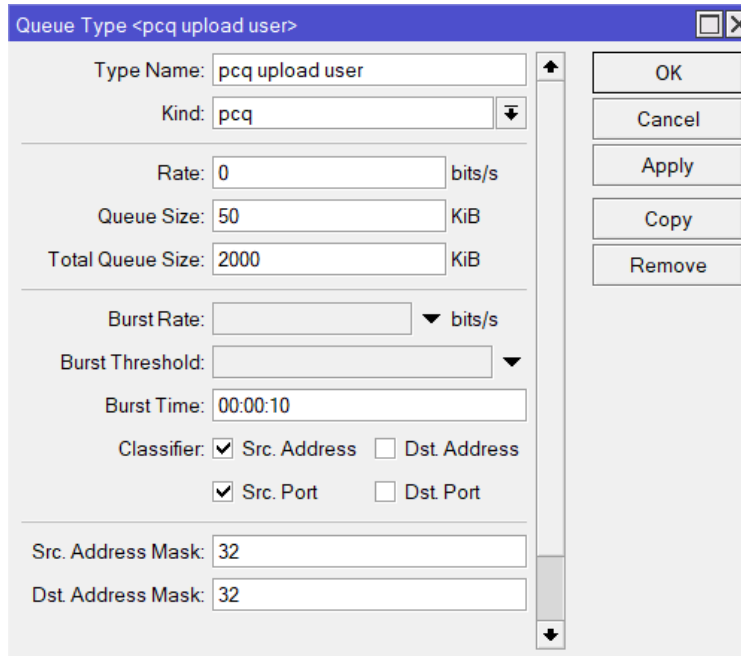 Queue Type <pcq upload user>
Type Name: pcq upload user
OK
Kind: pcq
Cancel
Rate: 0 bits/s
Apply
Queue Size: 50 KiB
Copy
Total Queue Size: 2000 KiB
Remove
Burst Rate: bits/s
Burst Threshold:
Burst Time: 00:00:10
Classifier: Src. Address Dst. Address
Src. Port Dst. Port
Src. Address Mask: 32
Dst. Address Mask: 32